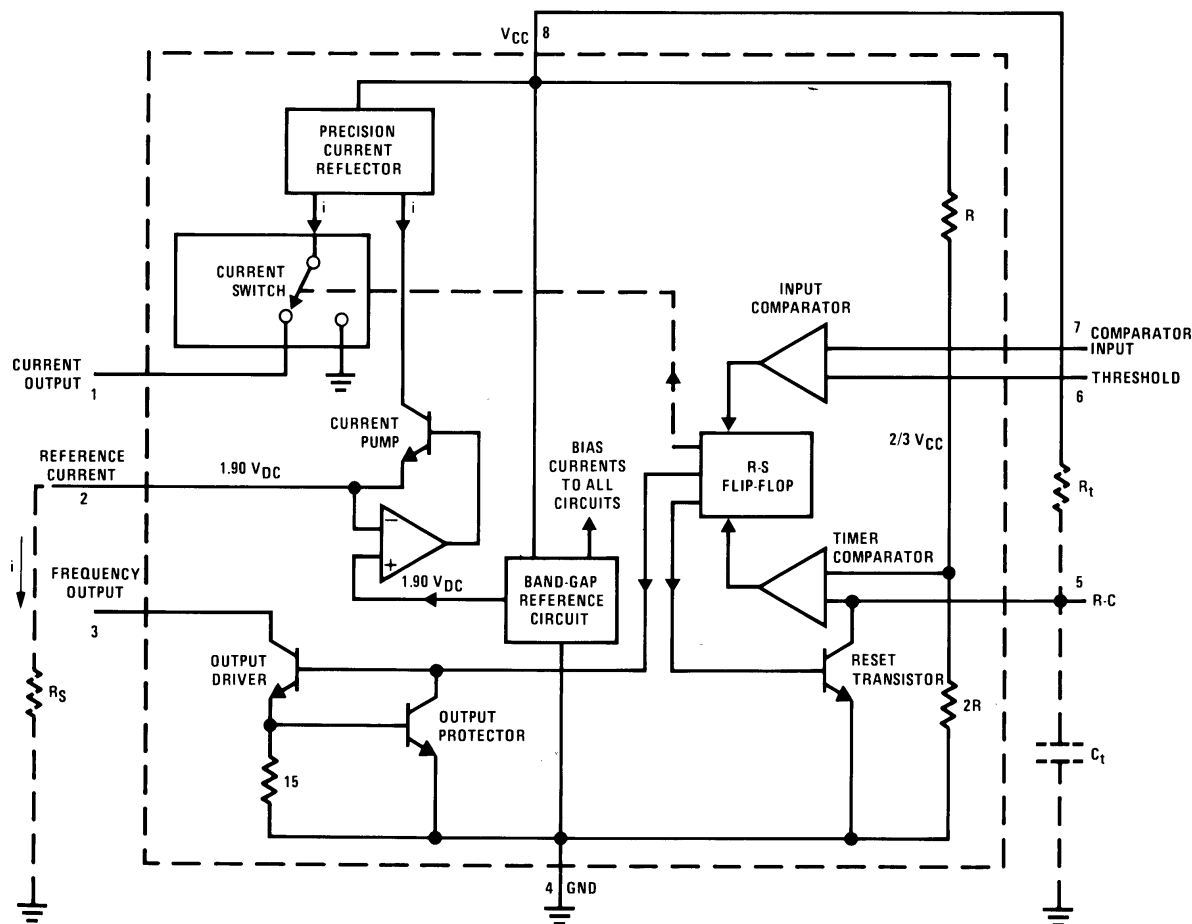 VCC 8
PRECISION
CURRENT
REFLECTOR
i
i
R
CURRENT
SWITCH
INPUT
COMPARATOR
7
COMPARATOR
INPUT
CURRENT
OUTPUT
1
THRESHOLD
6
CURRENT
PUMP
2/3 VCC
BIAS
CURRENTS
TO ALL
CIRCUITS
R-S
FLIP-FLOP
REFERENCE
CURRENT
2
1.90 VDC
Rt
−
+
TIMER
COMPARATOR
i
FREQUENCY
OUTPUT
3
1.90 VDC
BAND-GAP
REFERENCE
CIRCUIT
5
R-C
OUTPUT
DRIVER
RESET
TRANSISTOR
RS
2R
OUTPUT
PROTECTOR
15
Ct
4 GND